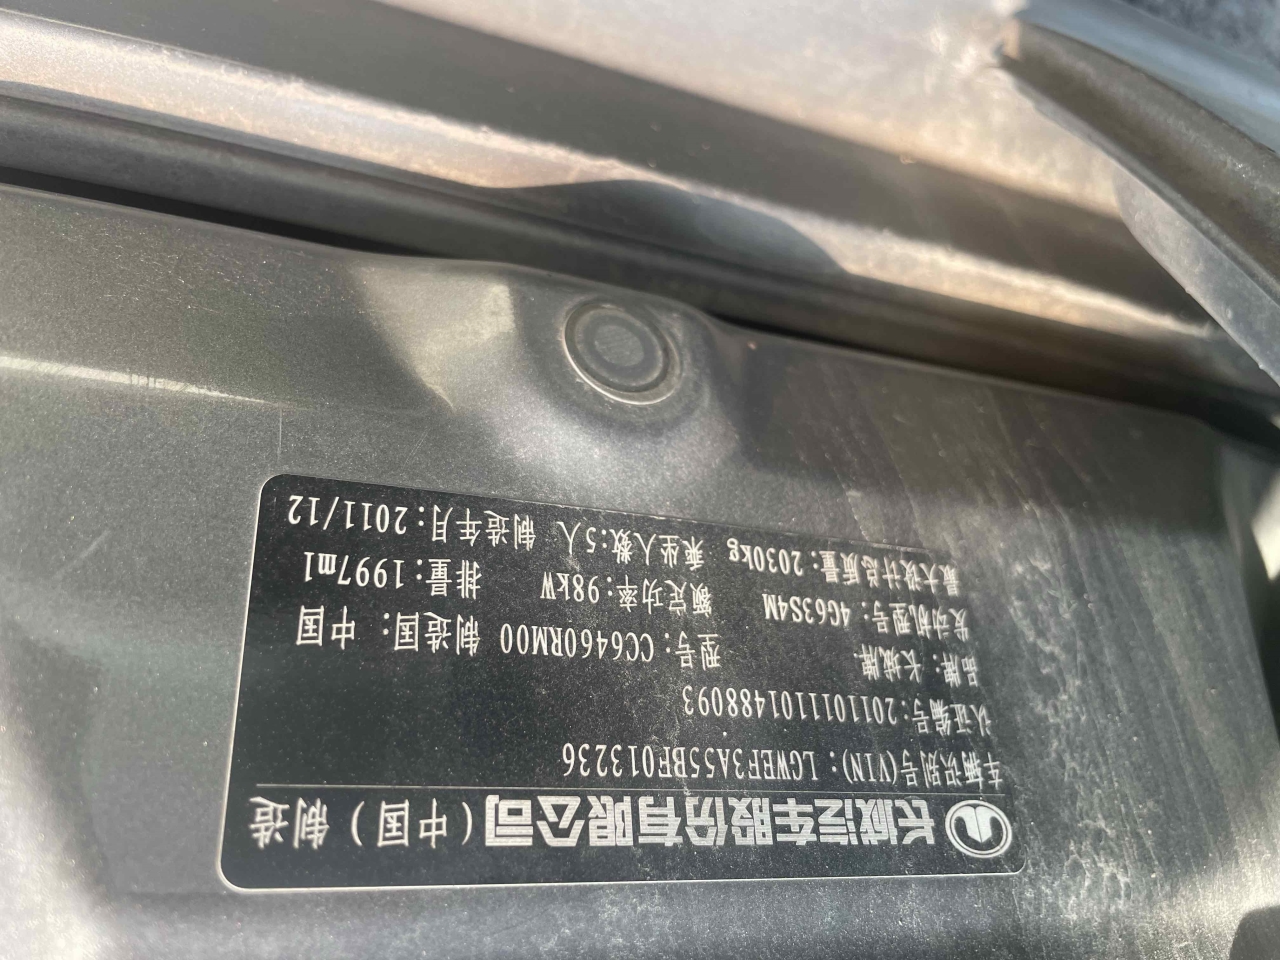 长城汽车股份有限公司(中国)制造
车辆识别号(VIN): LGWEF3A55BF013236
认证编号:2011011101488093
品牌: 长城牌 型号:CC6460RM00 制造国: 中国
发动机型号: 4G63S4M 额定功率:98kW 排量:1997ml
最大设计总质量:2030kg 乘坐人数:5人 制造年月:2011/12